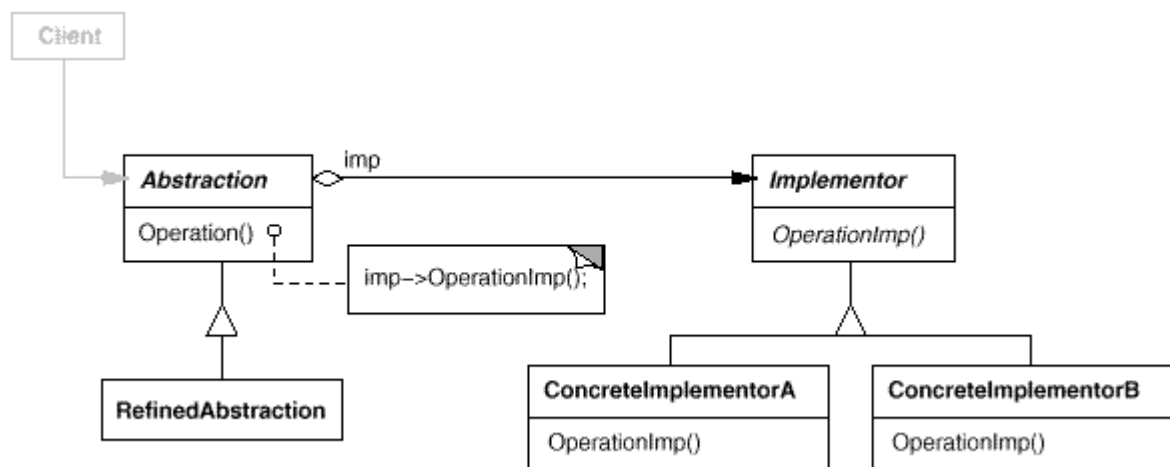 Client
imp
Abstraction
Implementor
Operation()
OperationImp()
imp->OperationImp();
RefinedAbstraction
ConcreteImplementorA
ConcreteImplementorB
OperationImp()
OperationImp()